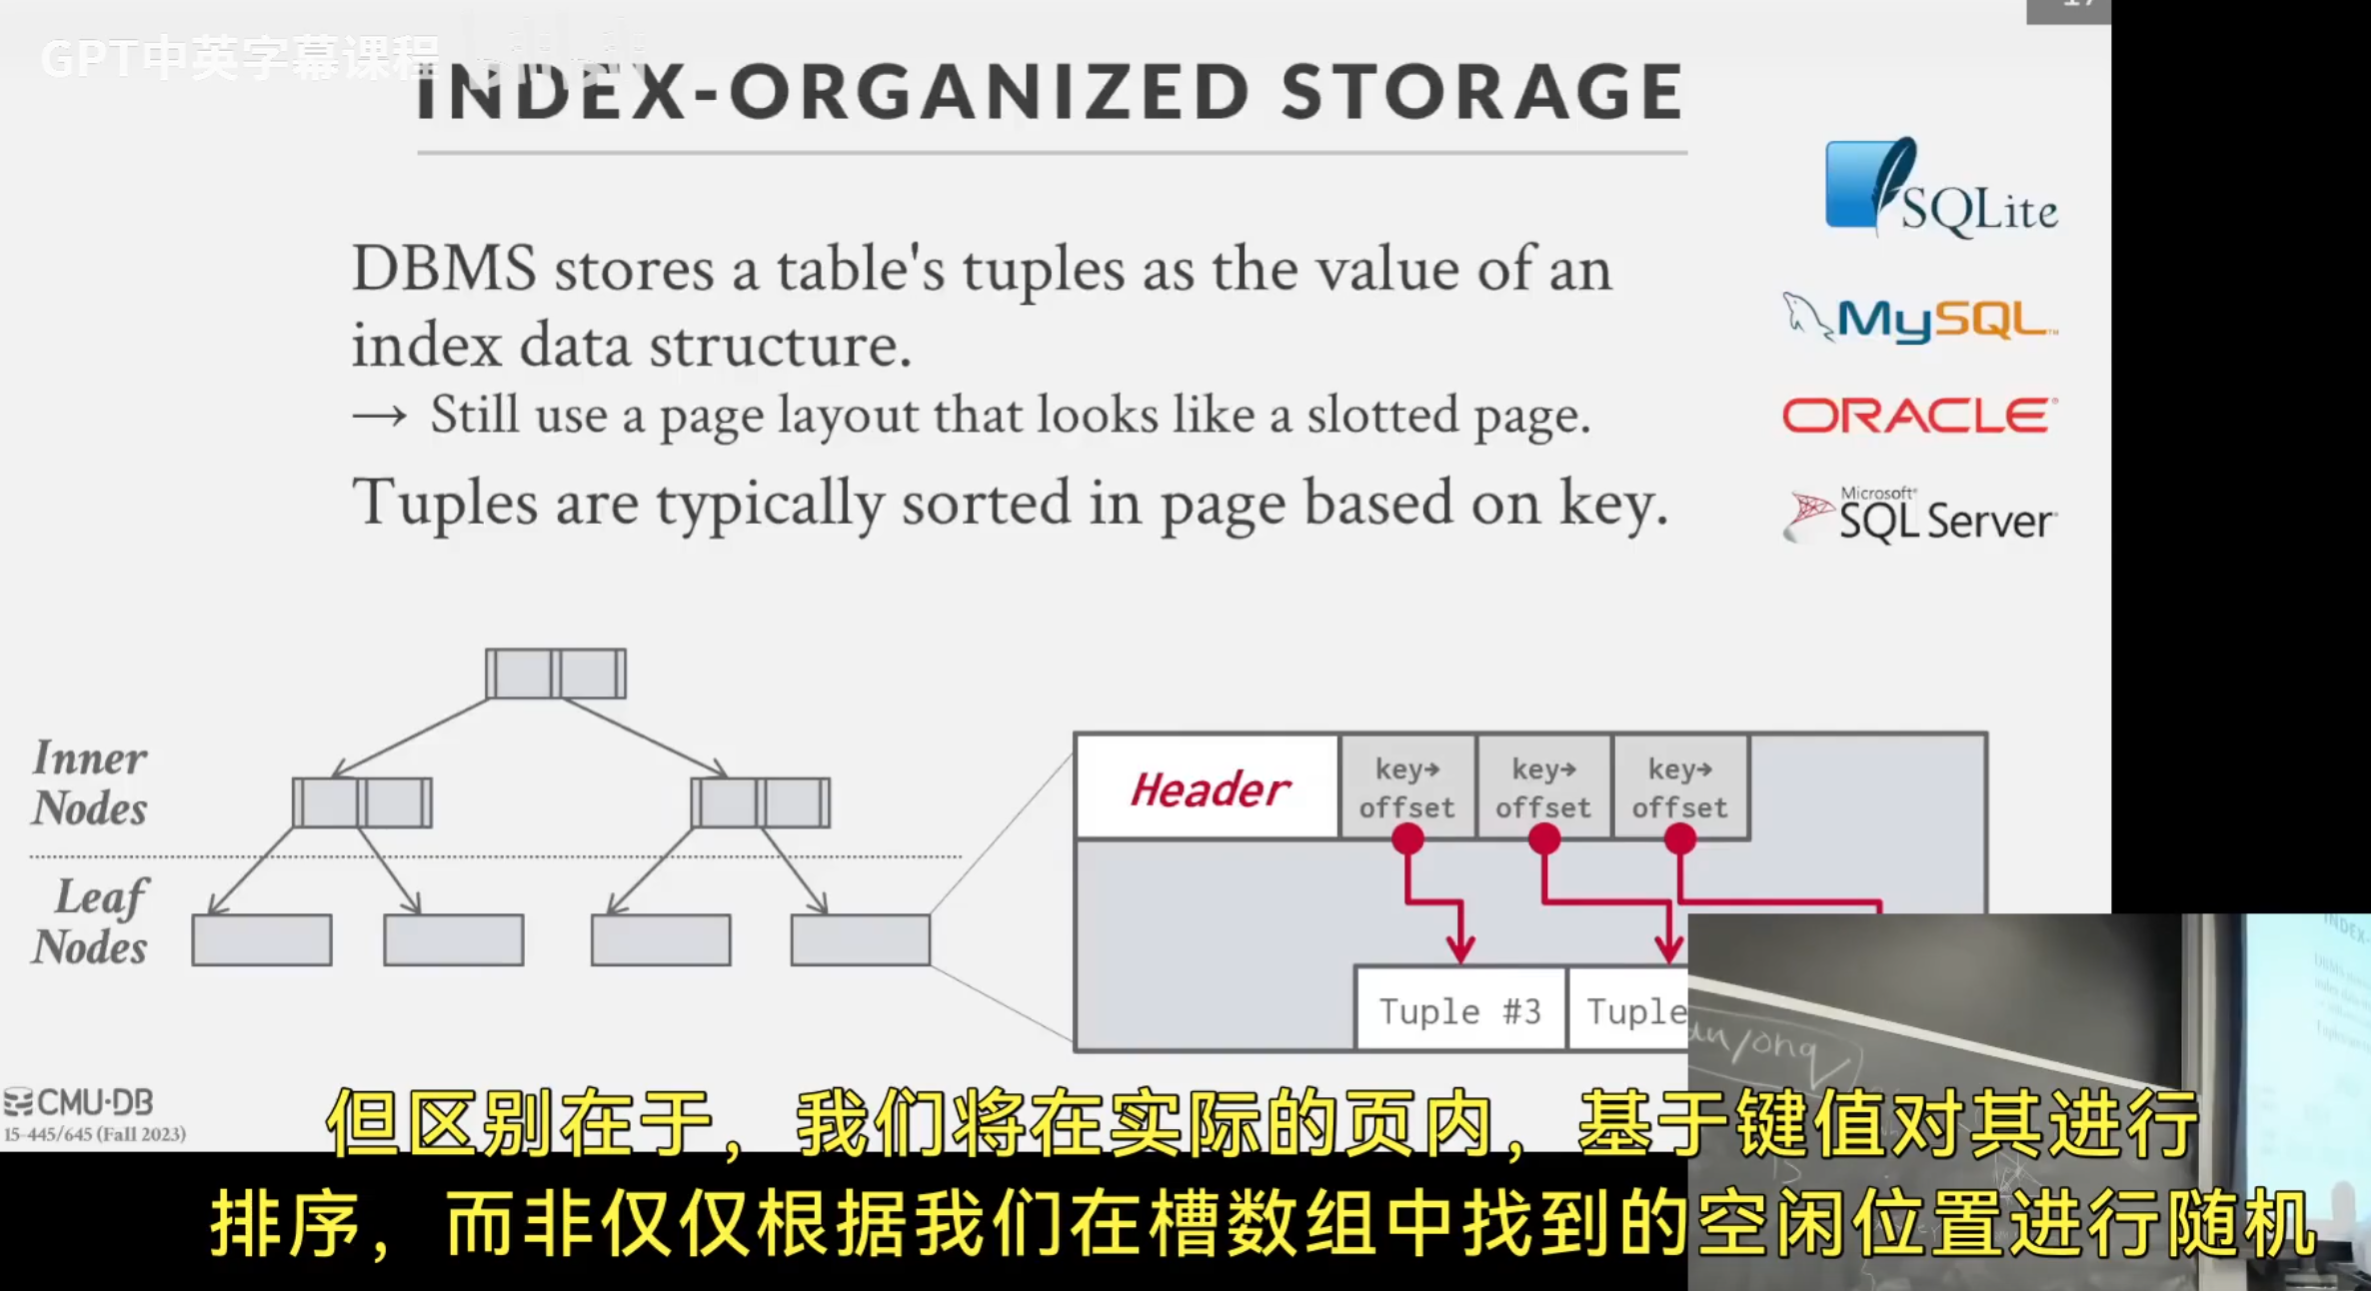 GPT中英字幕课程
INDEX-ORGANIZED STORAGE
DBMS stores a table's tuples as the value of an
index data structure.
→ Still use a page layout that looks like a slotted page.
Tuples are typically sorted in page based on key.
SQLite
MySQL
ORACLE
Microsoft
SQL Server
Inner
Nodes
Leaf
Nodes
Header
key→
offset
key→
offset
key→
offset
Tuple #3
Tuple
CMU·DB
15-445/645 (Fall 2023)
但区别在于，我们将在实际的页内，基于键值对其进行
排序，而非仅仅根据我们在槽数组中找到的空闲位置进行随机